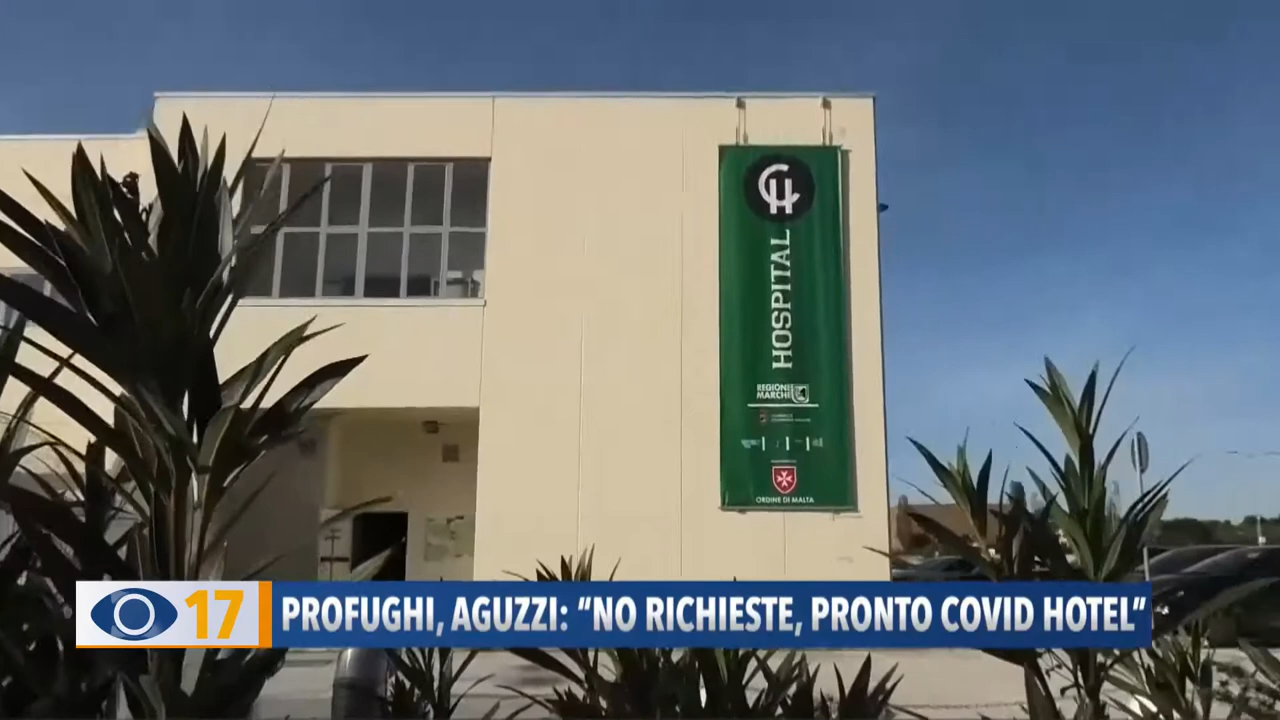 CH
HOSPITAL
REGIONE
MARCHE
ORDINE DI MALTA
17
PROFUGHI, AGUZZI: “NO RICHIESTE, PRONTO COVID HOTEL”